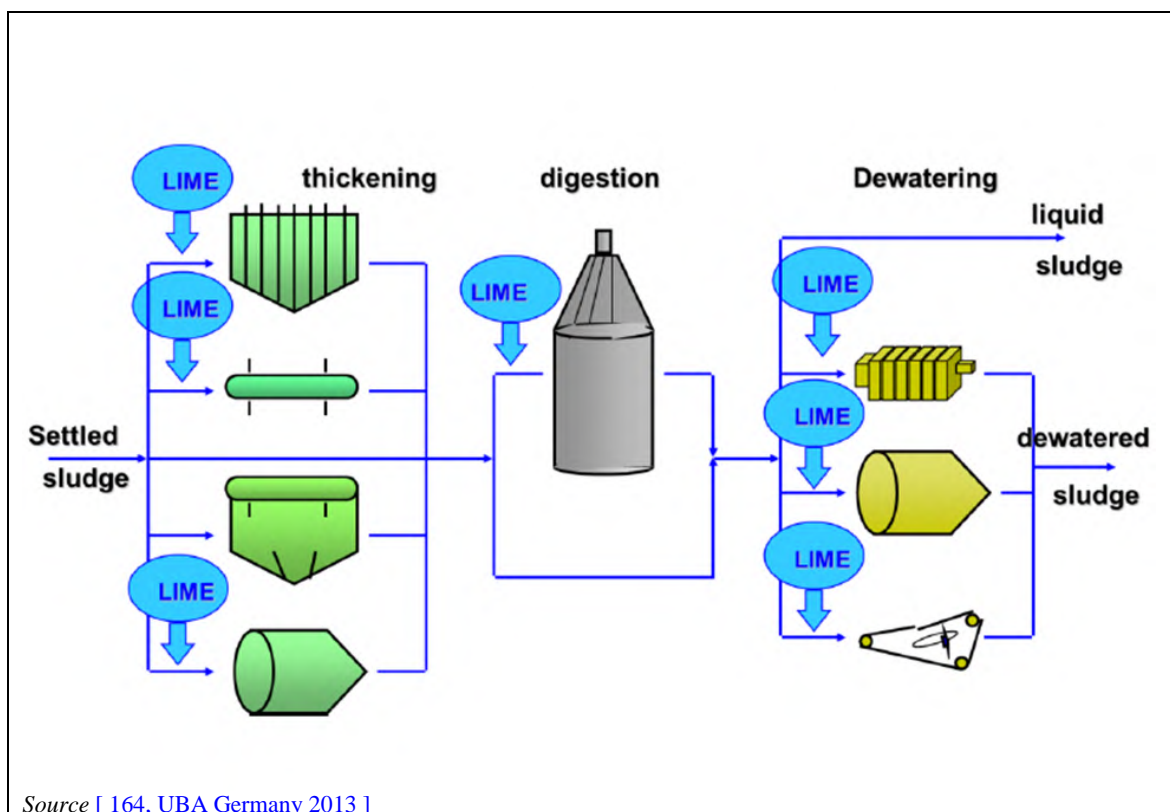 LIME
thickening
digestion
Dewatering
liquid
sludge
LIME
LIME
LIME
LIME
Settled
sludge
dewatered
sludge
LIME
LIME
Source [ 164, UBA Germany 2013 ]